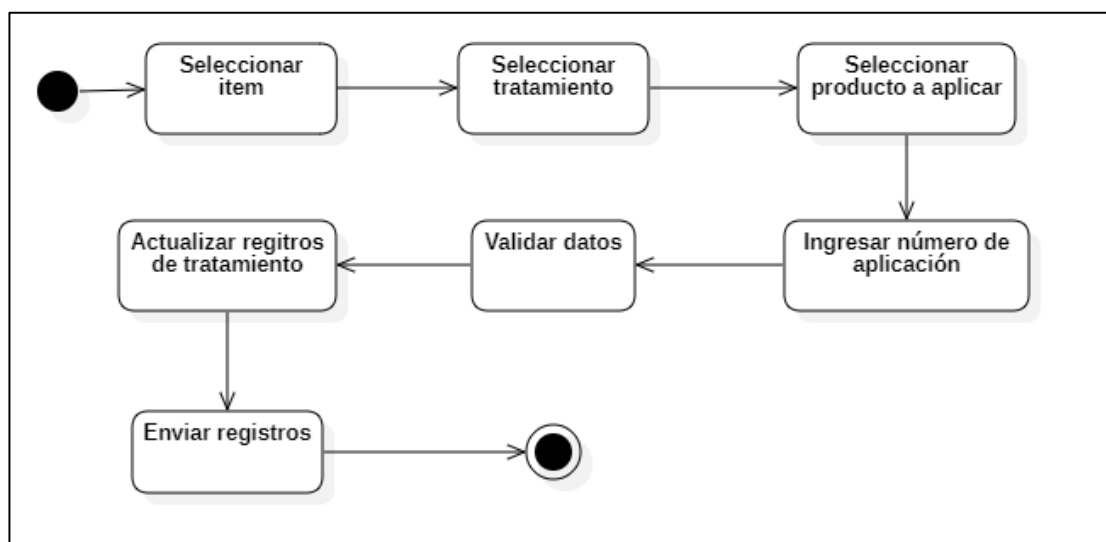 Seleccionar
item
Seleccionar
tratamiento
Seleccionar
producto a aplicar
Ingresar número de
aplicación
Validar datos
Actualizar regitros
de tratamiento
Enviar registros